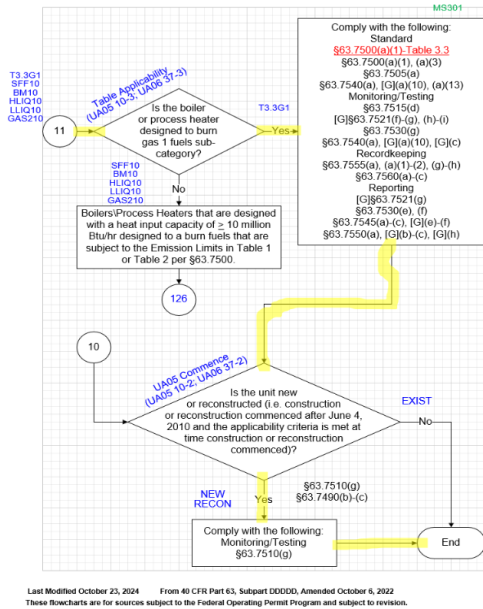 MS301
Comply with the following:
Standard
§63.7500(a)(1)-Table 3.3
§63.7500(a)(1), (a)(3)
§63.7505(a)
§63.7540(a), [G](a)(10), (a)(13)
Monitoring/Testing
§63.7515(d)
[G]§63.7521(f)-(g), (h)-(i)
§63.7530(g)
§63.7540(a), [G](a)(10), [G](c)
Recordkeeping
§63.7555(a), (a)(1)-(2), (g)-(h)
§63.7560(a)-(c)
Reporting
[G]§63.7521(g)
§63.7530(e), (f)
§63.7545(a)-(c), [G](e)-(f)
§63.7550(a), [G](b)-(c), [G](h)
T3.3G1
SFF10
BM10
HLIQ10
LLIQ10
GAS210
11
Table Applicability
(UA05 10-3; UA06 37-3)
Is the boiler
or process heater
designed to burn
gas 1 fuels sub-
category?
T3.3G1
Yes
SFF10
BM10
HLIQ10
LLIQ10
GAS210
No
Boilers\Process Heaters that are designed
with a heat input capacity of ≥ 10 million
Btu/hr designed to a burn fuels that are
subject to the Emission Limits in Table 1
or Table 2 per §63.7500.
126
10
UA05 Commence
(UA05 10-2; UA06 37-2)
Is the unit new
or reconstructed (i.e. construction
or reconstruction commenced after June 4,
2010 and the applicability criteria is met at
time construction or reconstruction
commenced)?
EXIST
No
NEW
RECON
Yes
§63.7510(g)
§63.7490(b)-(c)
Comply with the following:
Monitoring/Testing
§63.7510(g)
End
Last Modified October 23, 2024 From 40 CFR Part 63, Subpart DDDDD, Amended October 6, 2022
These flowcharts are for sources subject to the Federal Operating Permit Program and subject to revision.